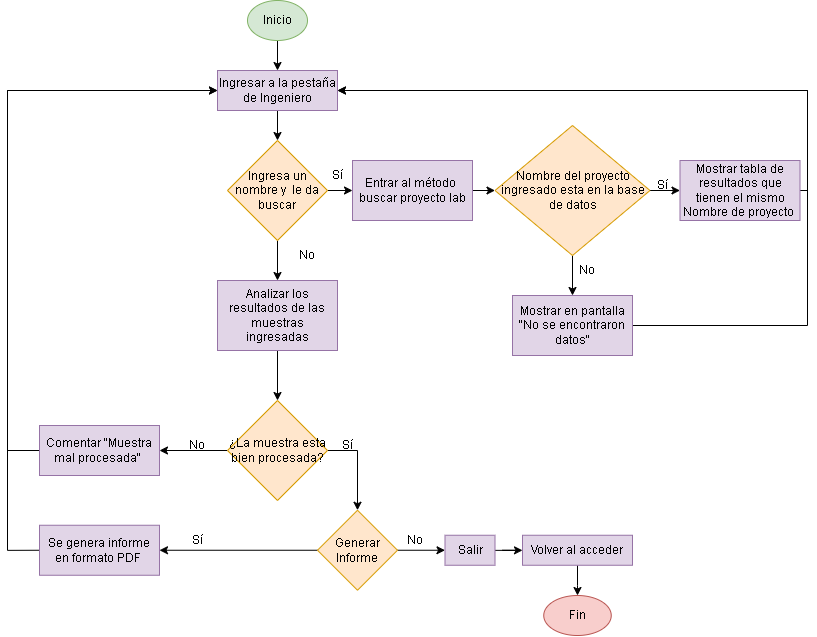 Inicio
Ingresar a la pestaña
de Ingeniero
Ingresa un
nombre y le da
buscar
Sí
Entrar al método
buscar proyecto lab
Nombre del proyecto
ingresado esta en la base
de datos
Sí
Mostrar tabla de
resultados que
tienen el mismo
Nombre de proyecto
No
No
Mostrar en pantalla
"No se encontraron
datos"
Analizar los
resultados de las
muestras
ingresadas
Comentar "Muestra
mal procesada"
No
¿La muestra esta
bien procesada?
Sí
Se genera informe
en formato PDF
Sí
Generar
Informe
No
Salir
Volver al acceder
Fin